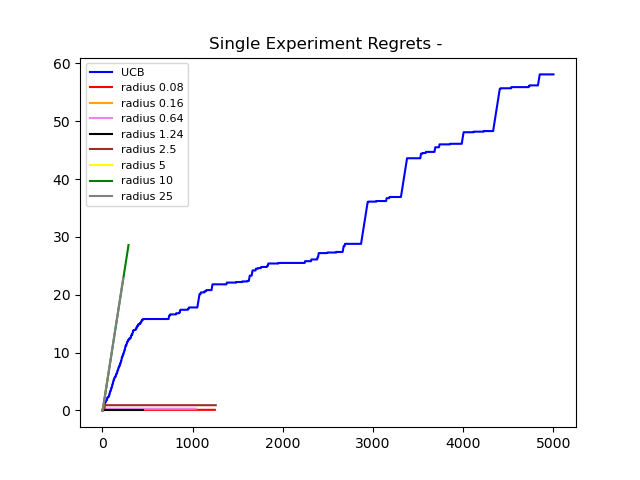 Single Experiment Regrets -
60
50
40
30
20
10
0
UCB
radius 0.08
radius 0.16
radius 0.64
radius 1.24
radius 2.5
radius 5
radius 10
radius 25
0 1000 2000 3000 4000 5000